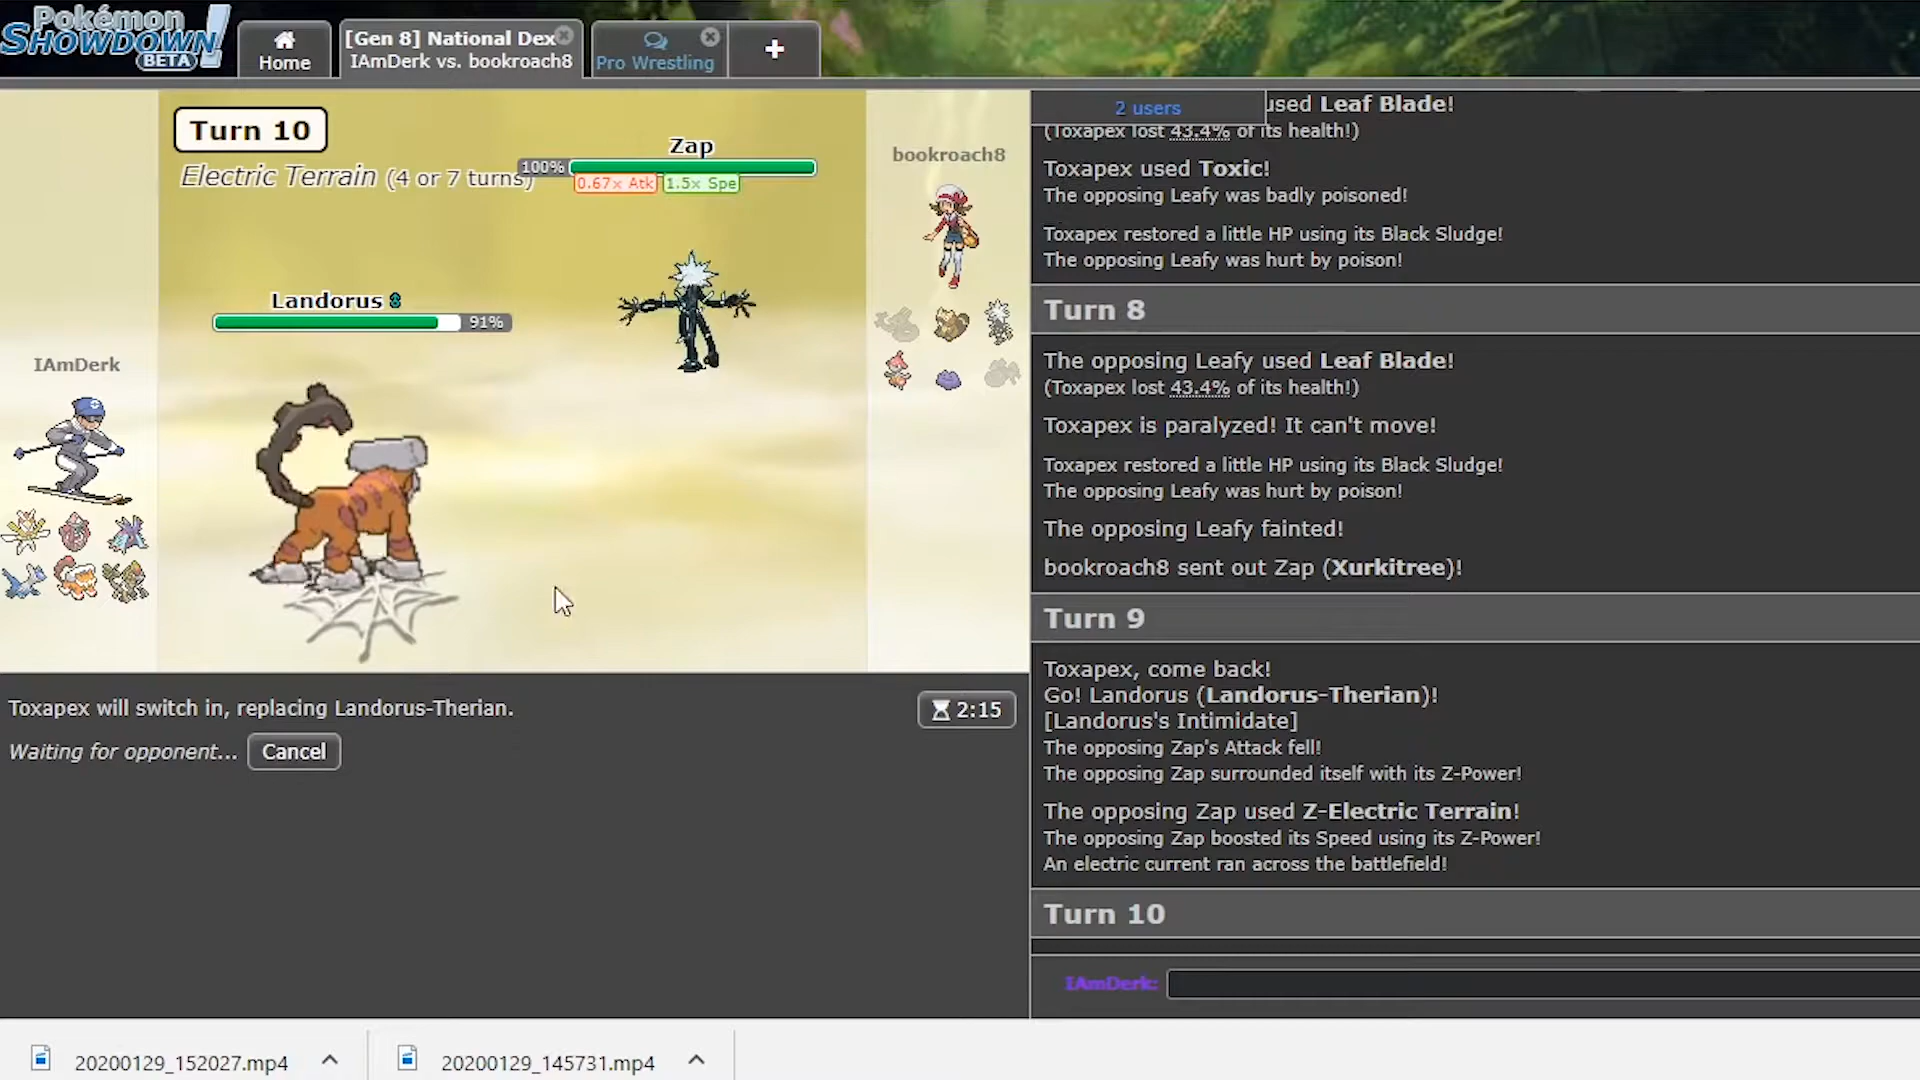 Pokémon
SHOWDOWN!
BETA
Home
[Gen 8] National Dex
IAmDerk vs. bookroach8
Pro Wrestling
+
Turn 10
Electric Terrain (4 or 7 turns)
Zap
100%
0.67× Atk
1.5× Spe
bookroach8
Landorus
91%
IAmDerk
Toxapex will switch in, replacing Landorus-Therian.
2:15
Waiting for opponent... Cancel
2 users
used Leaf Blade!
(Toxapex lost 43.4% of its health!)
Toxapex used Toxic!
The opposing Leafy was badly poisoned!
Toxapex restored a little HP using its Black Sludge!
The opposing Leafy was hurt by poison!
Turn 8
The opposing Leafy used Leaf Blade!
(Toxapex lost 43.4% of its health!)
Toxapex is paralyzed! It can't move!
Toxapex restored a little HP using its Black Sludge!
The opposing Leafy was hurt by poison!
The opposing Leafy fainted!
bookroach8 sent out Zap (Xurkitree)!
Turn 9
Toxapex, come back!
Go! Landorus (Landorus-Therian)!
[Landorus's Intimidate]
The opposing Zap's Attack fell!
The opposing Zap surrounded itself with its Z-Power!
The opposing Zap used Z-Electric Terrain!
The opposing Zap boosted its Speed using its Z-Power!
An electric current ran across the battlefield!
Turn 10
IAmDerk:
20200129_152027.mp4
20200129_145731.mp4